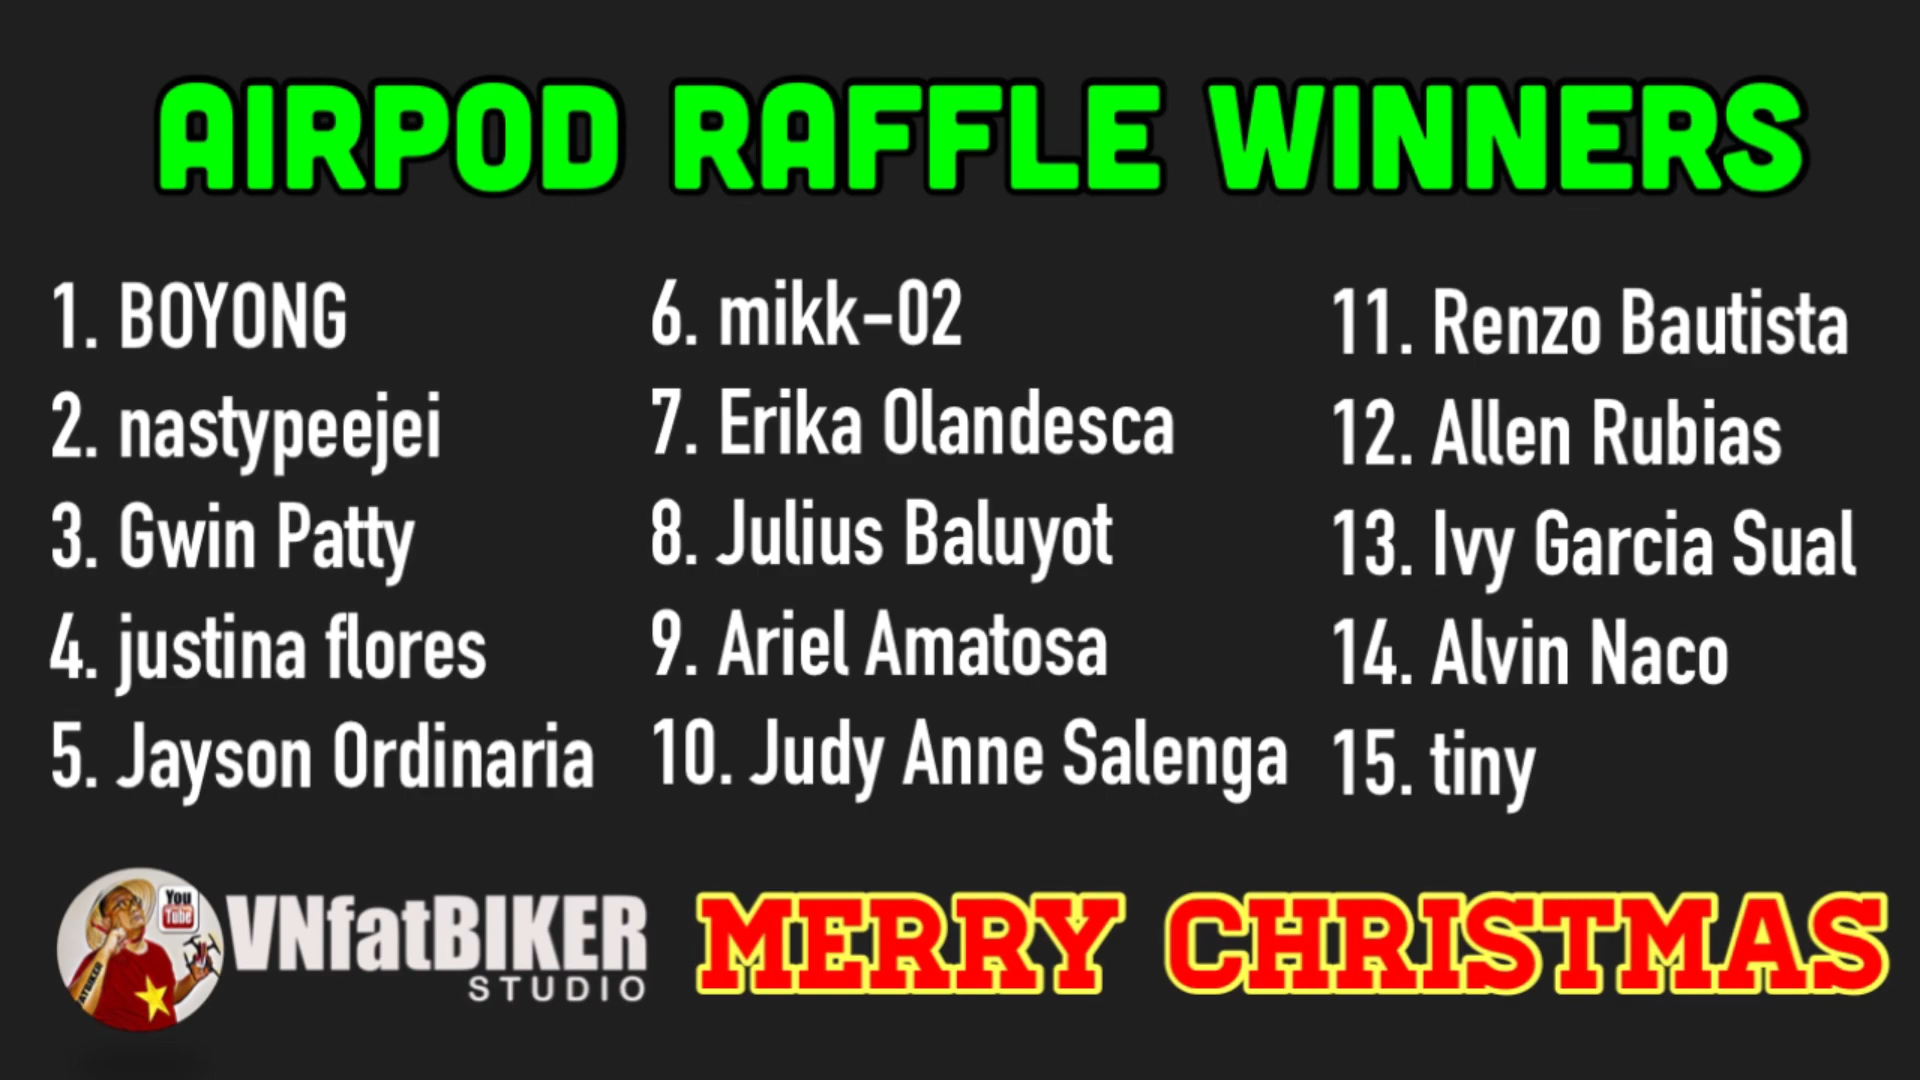 AIRPOD RAFFLE WINNERS
1. BOYONG
2. nastypeejei
3. Gwin Patty
4. justina flores
5. Jayson Ordinaria
6. mikk-02
7. Erika Olandesca
8. Julius Baluyot
9. Ariel Amatosa
10. Judy Anne Salenga
11. Renzo Bautista
12. Allen Rubias
13. Ivy Garcia Sual
14. Alvin Naco
15. tiny
You
Tube
VNfatBIKER
STUDIO
MERRY CHRISTMAS